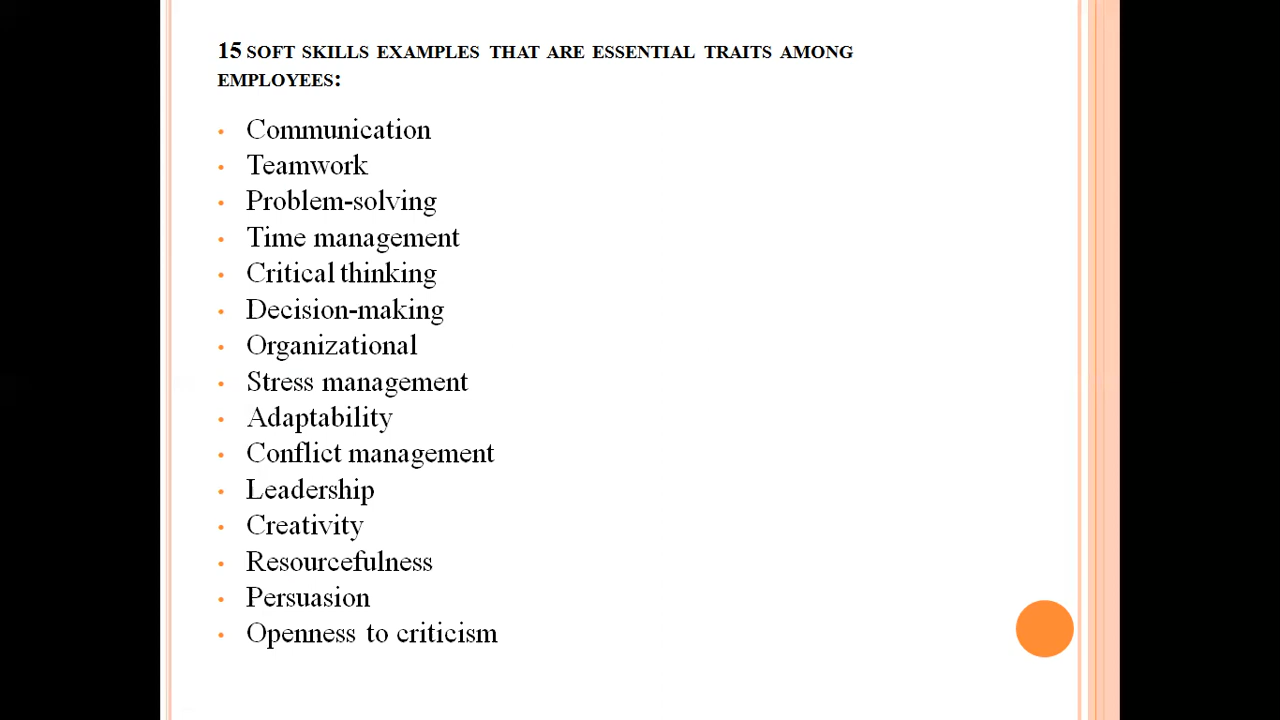 15 SOFT SKILLS EXAMPLES THAT ARE ESSENTIAL TRAITS AMONG
EMPLOYEES:
• Communication
• Teamwork
• Problem-solving
• Time management
• Critical thinking
• Decision-making
• Organizational
• Stress management
• Adaptability
• Conflict management
• Leadership
• Creativity
• Resourcefulness
• Persuasion
• Openness to criticism